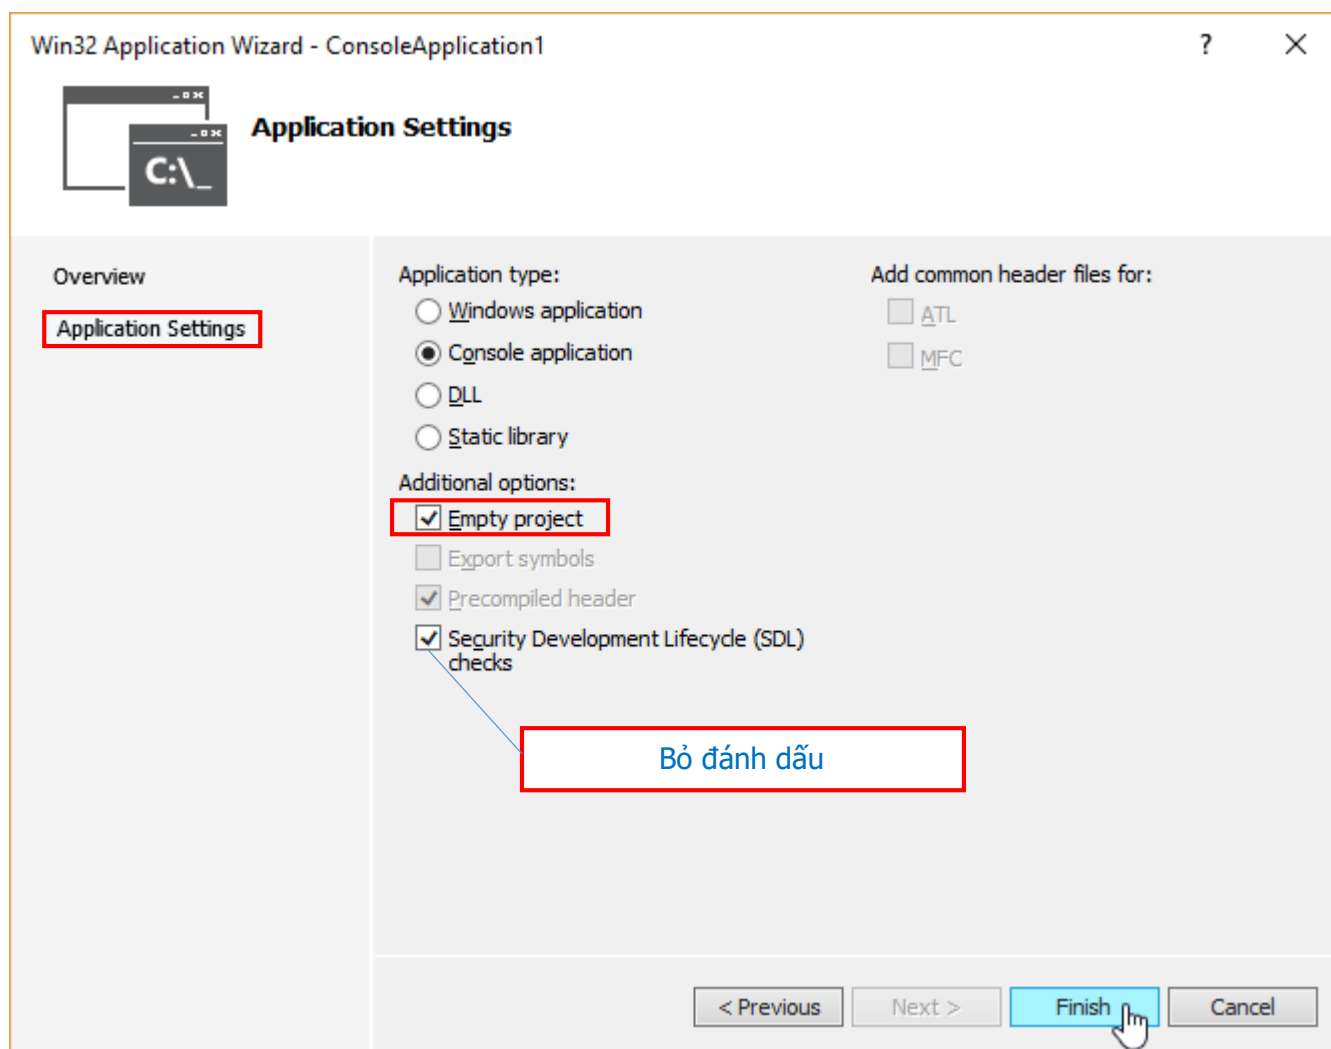 Win32 Application Wizard - ConsoleApplication1
?
C:\_
Application Settings
Overview
Application Settings
Application type:
Windows application
Console application
DLL
Static library
Additional options:
Empty project
Export symbols
Precompiled header
Security Development Lifecycle (SDL)
checks
Add common header files for:
ATL
MFC
Bỏ đánh dấu
< Previous
Next >
Finish
Cancel